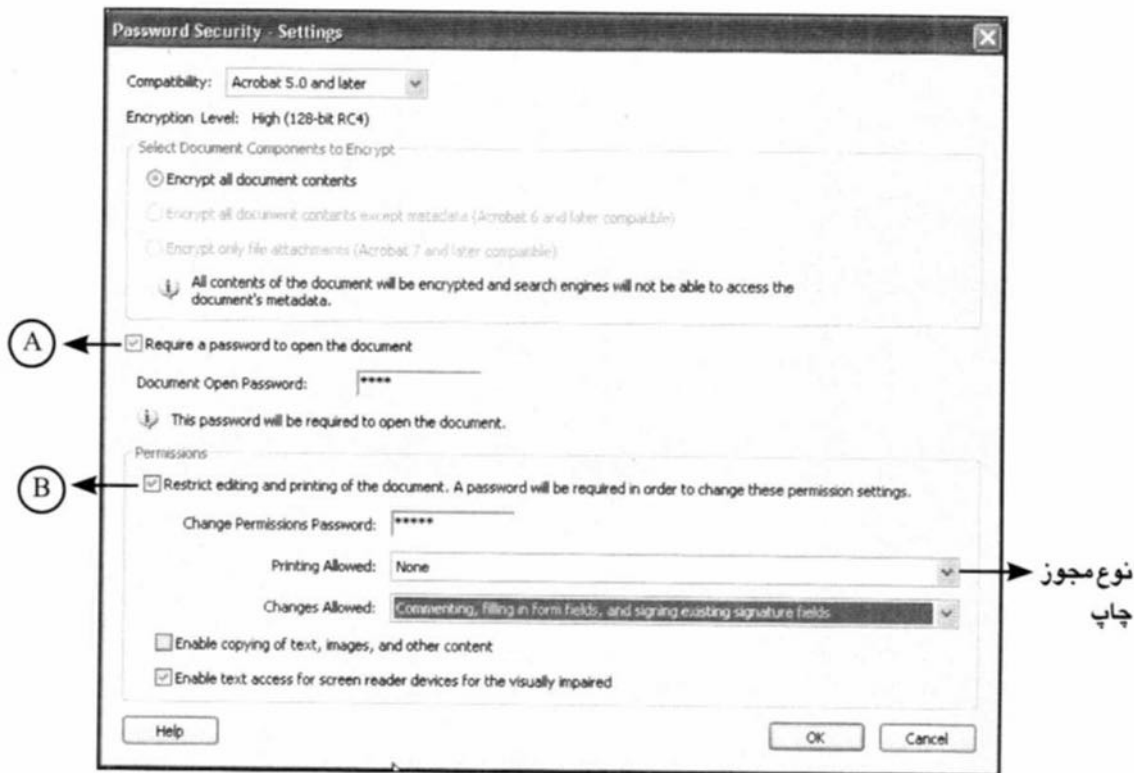 Password Security - Settings
Compatibility: Acrobat 5.0 and later
Encryption Level: High (128-bit RC4)
Select Document Components to Encrypt
Encrypt all document contents
Encrypt all document contents except metadata (Acrobat 6 and later compatible)
Encrypt only file attachments (Acrobat 7 and later compatible)
All contents of the document will be encrypted and search engines will not be able to access the
document's metadata.
A
Require a password to open the document
Document Open Password: ****
This password will be required to open the document.
Permissions
B
Restrict editing and printing of the document. A password will be required in order to change these permission settings.
Change Permissions Password: *****
Printing Allowed: None
نوع مجوز
چاپ
Changes Allowed: Commenting, filling in form fields, and signing existing signature fields
Enable copying of text, images, and other content
Enable text access for screen reader devices for the visually impaired
Help
OK
Cancel